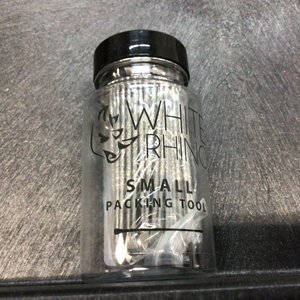 WHITE
RHINO
SMALL
PACKING TOOL